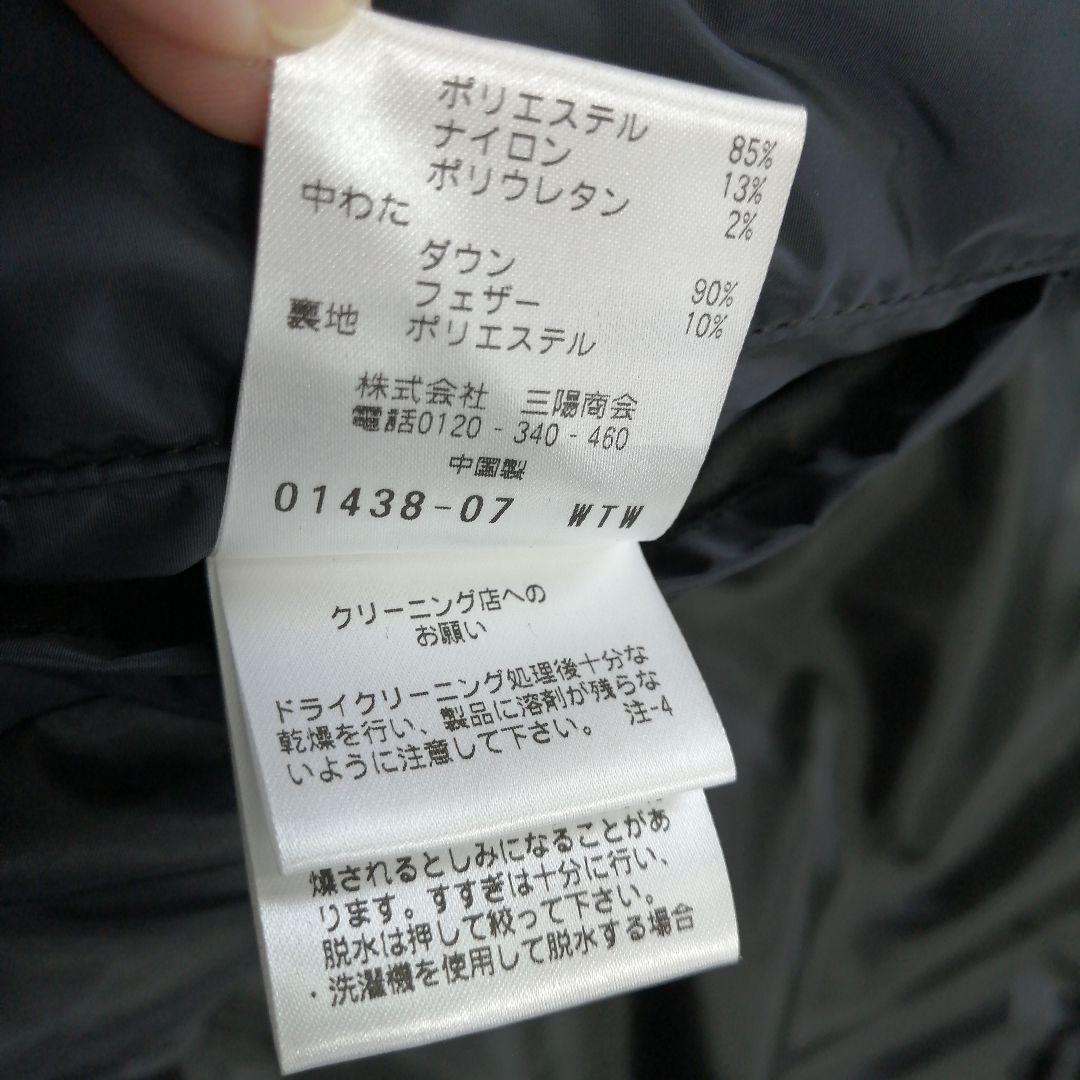 ポリエステル 85%
ナイロン 13%
ポリウレタン 2%
中わた
ダウン 90%
フェザー 10%
裏地 ポリエステル
株式会社 三陽商会
電話0120-340-460
中国製
01438-07 WTW
クリーニング店への
お願い
ドライクリーニング処理後十分な
乾燥を行い、製品に溶剤が残らな
いように注意して下さい。 注-4
燥されるとしみになることがあ
ります。すすぎは十分に行い、
脱水は押して絞って下さい。
・洗濯機を使用して脱水する場合